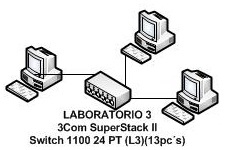 LABORATORIO 3
3Com SuperStack II
Switch 1100 24 PT (L3)(13pc´s)